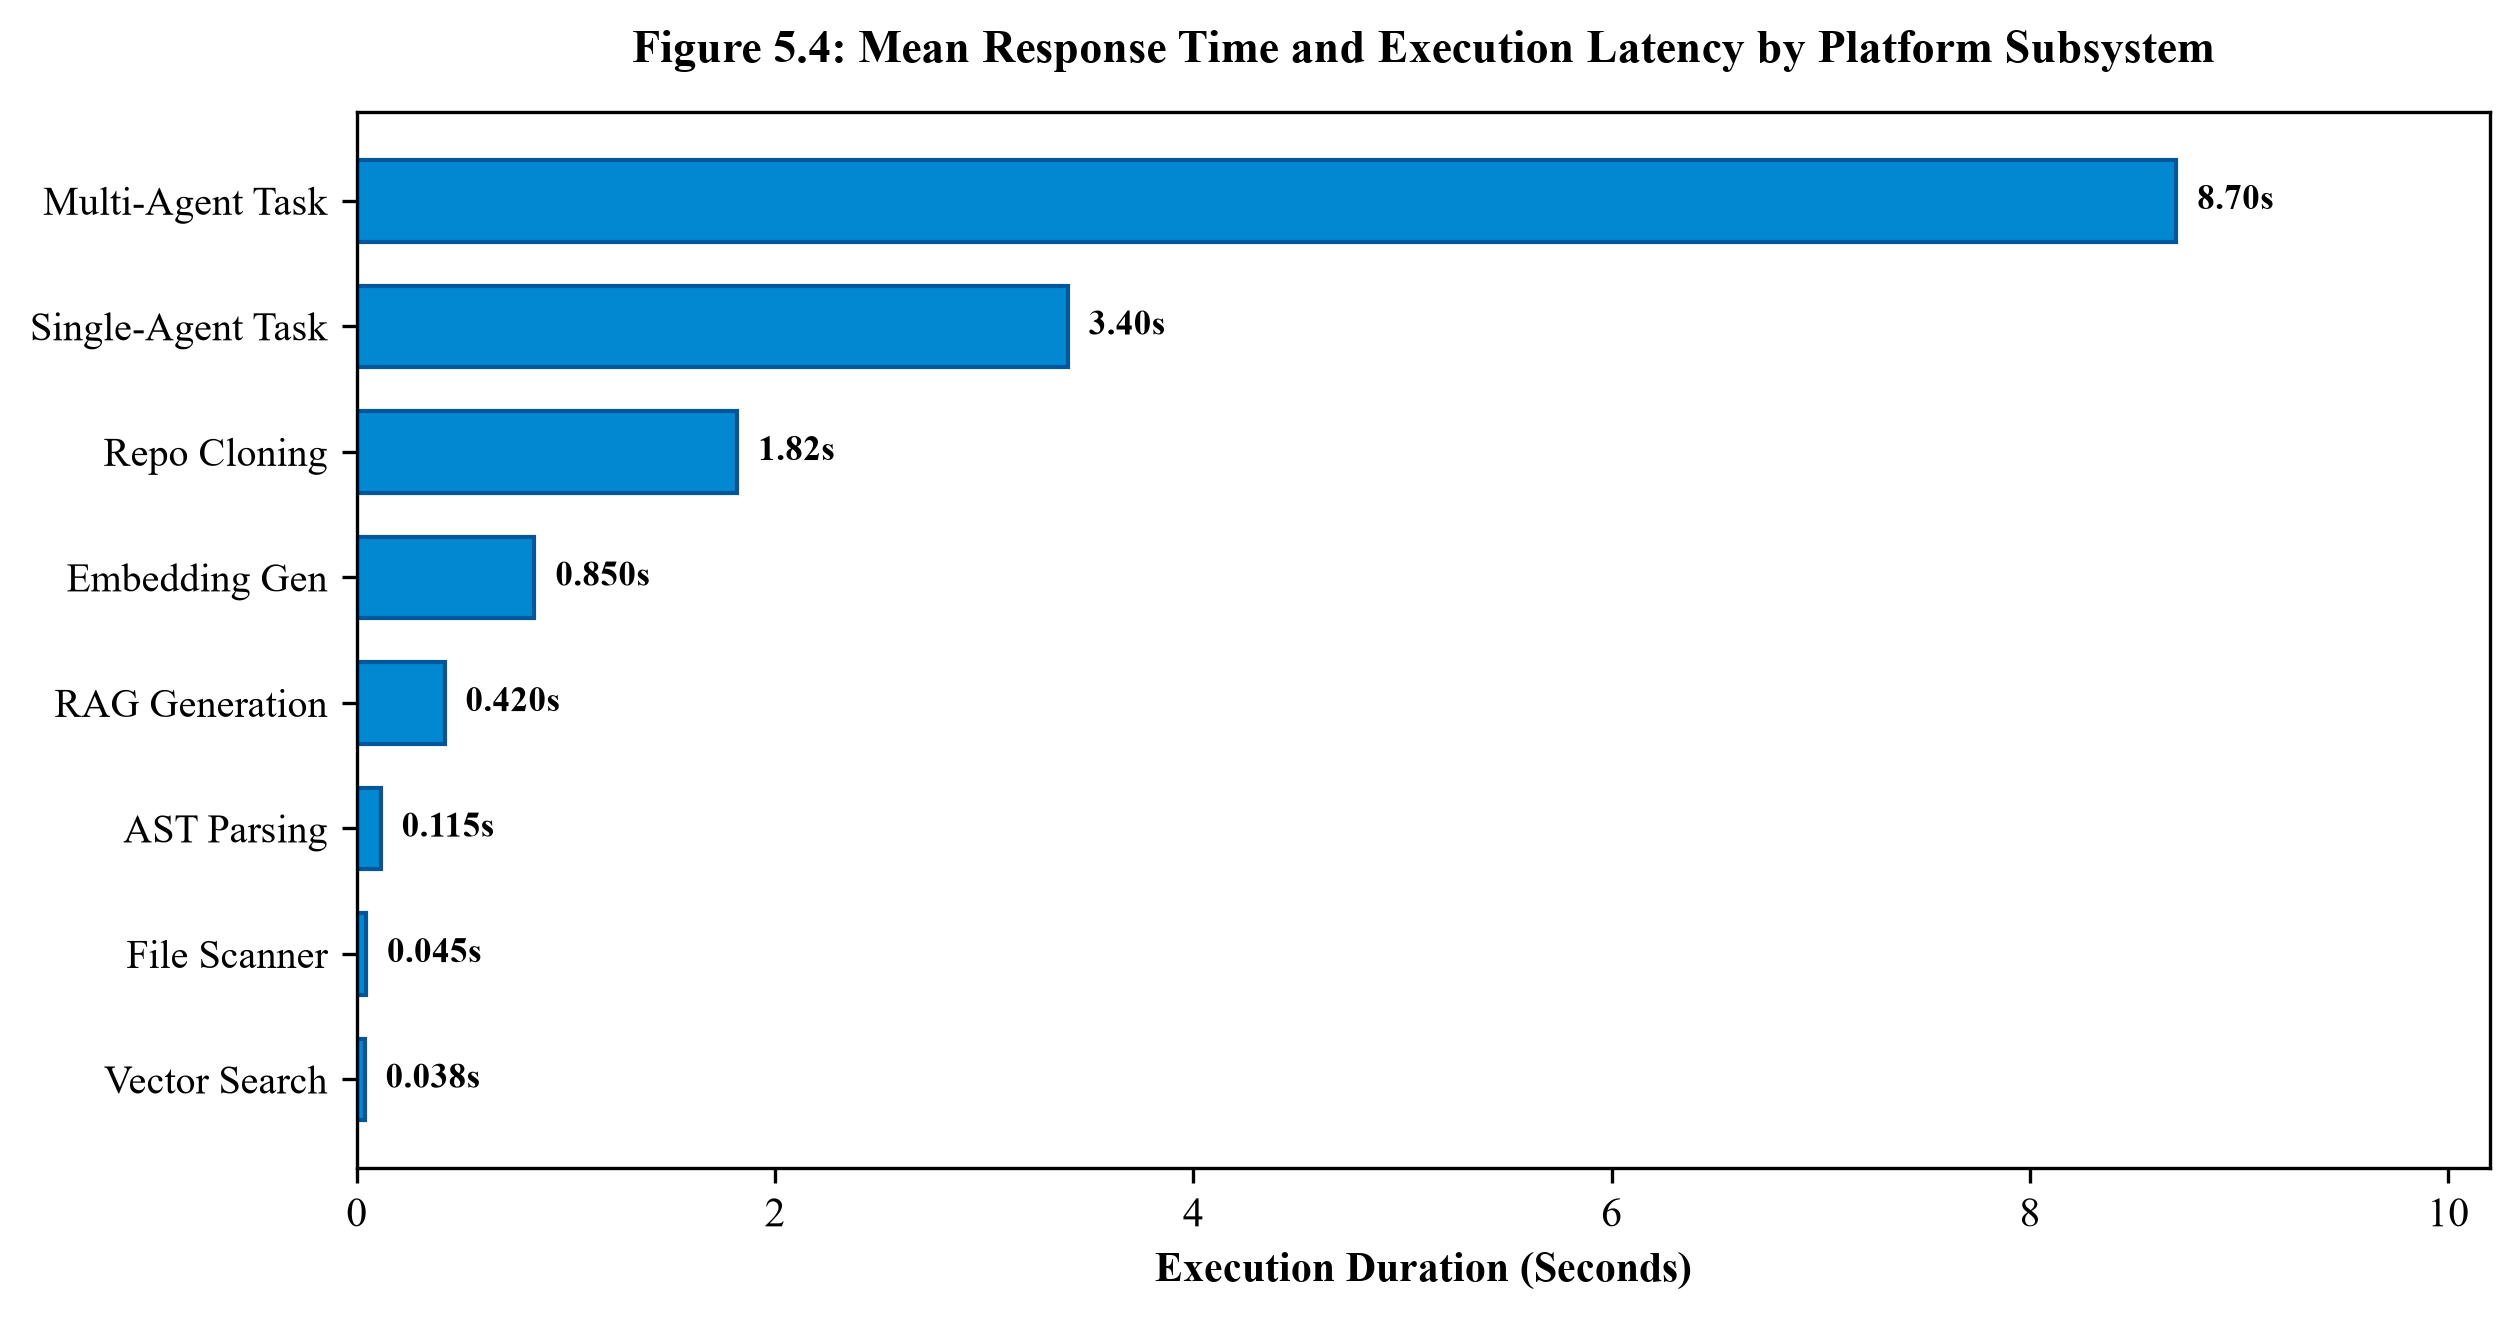 Figure 5.4: Mean Response Time and Execution Latency by Platform Subsystem
Multi-Agent Task
8.70s
Single-Agent Task
3.40s
Repo Cloning
1.82s
Embedding Gen
0.850s
RAG Generation
0.420s
AST Parsing
0.115s
File Scanner
0.045s
Vector Search
0.038s
0 2 4 6 8 10
Execution Duration (Seconds)